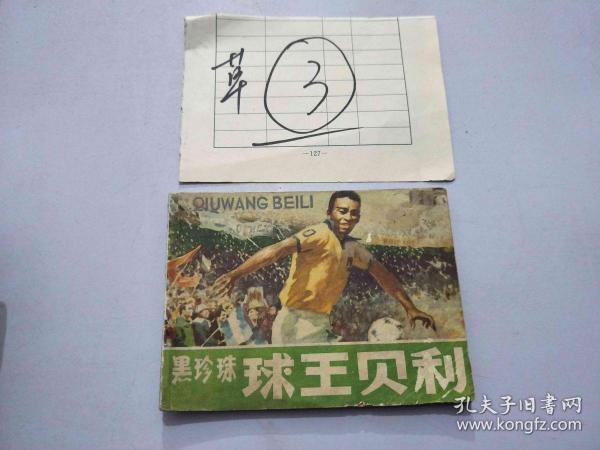 草 3
—127—
QIUWANG BEILI
黑珍珠 球王贝利
孔夫子旧书网
www.kongfz.com